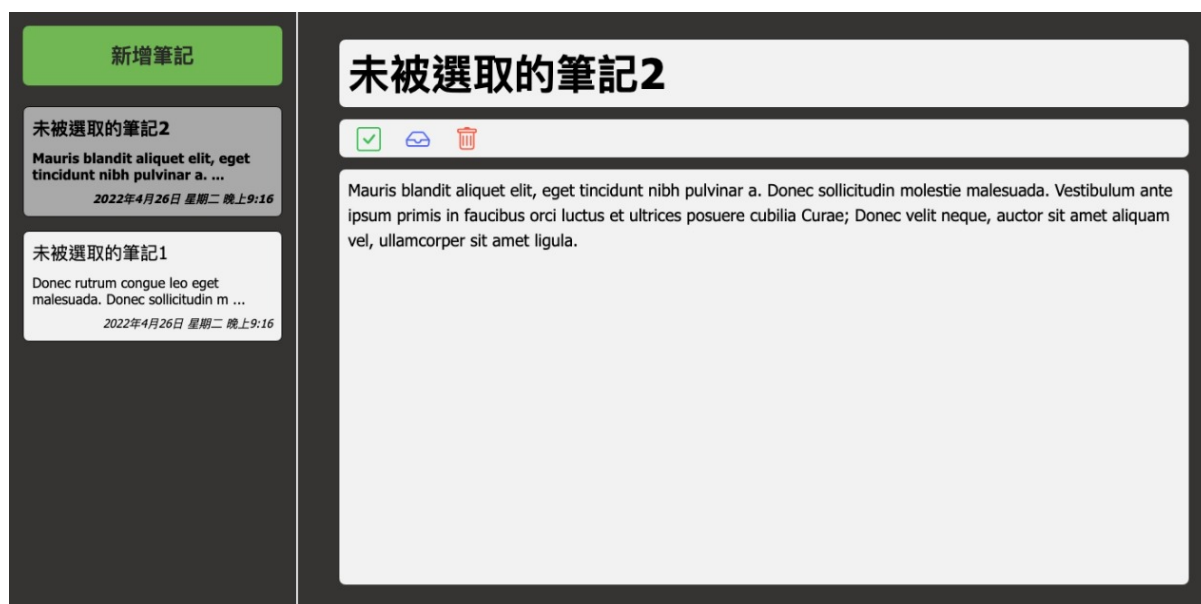 新增筆記
未被選取的筆記2
Mauris blandit aliquet elit, eget
tincidunt nibh pulvinar a. ...
2022年4月26日 星期二 晚上9:16
未被選取的筆記1
Donec rutrum congue leo eget
malesuada. Donec sollicitudin m ...
2022年4月26日 星期二 晚上9:16
未被選取的筆記2
Mauris blandit aliquet elit, eget tincidunt nibh pulvinar a. Donec sollicitudin molestie malesuada. Vestibulum ante
ipsum primis in faucibus orci luctus et ultrices posuere cubilia Curae; Donec velit neque, auctor sit amet aliquam
vel, ullamcorper sit amet ligula.